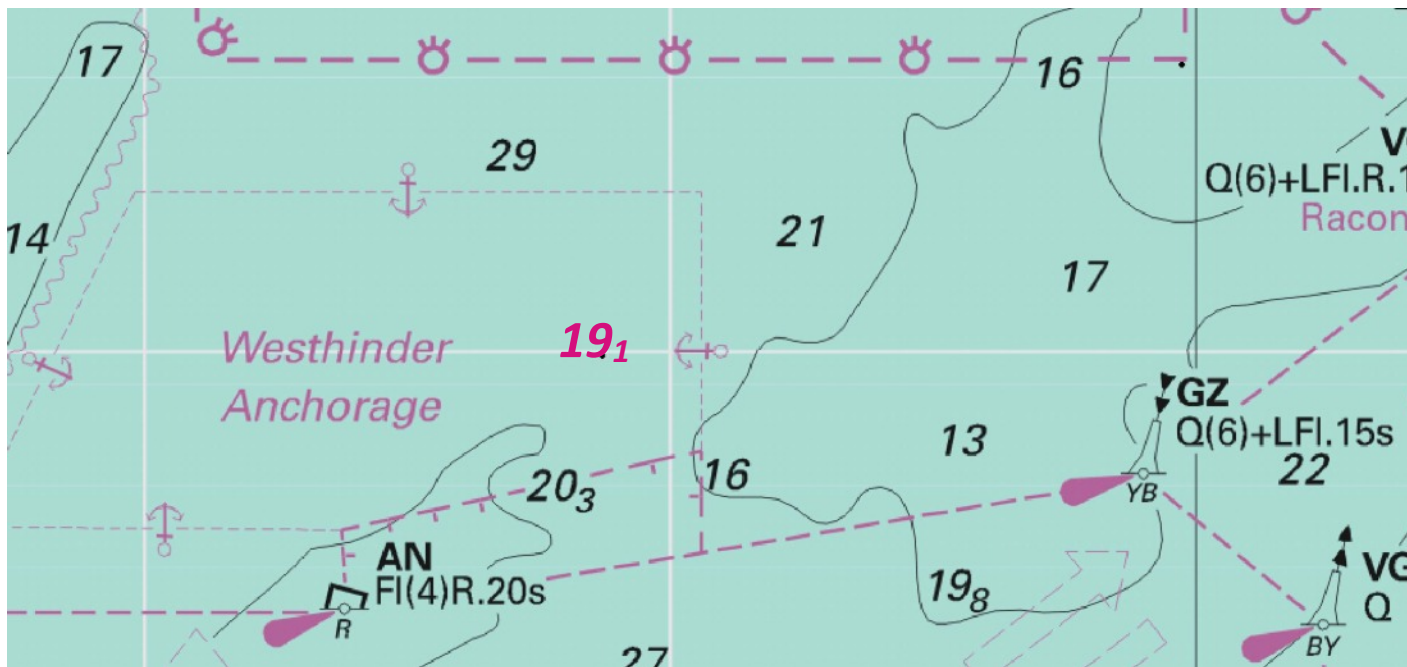 17
16
29
V
Q(6)+LFl.R.1
Racon
14
21
17
Westhinder
Anchorage
19₁
GZ
Q(6)+LFl.15s
13
22
16
20₃
YB
AN
Fl(4)R.20s
R
19₈
VG
Q
BY
27